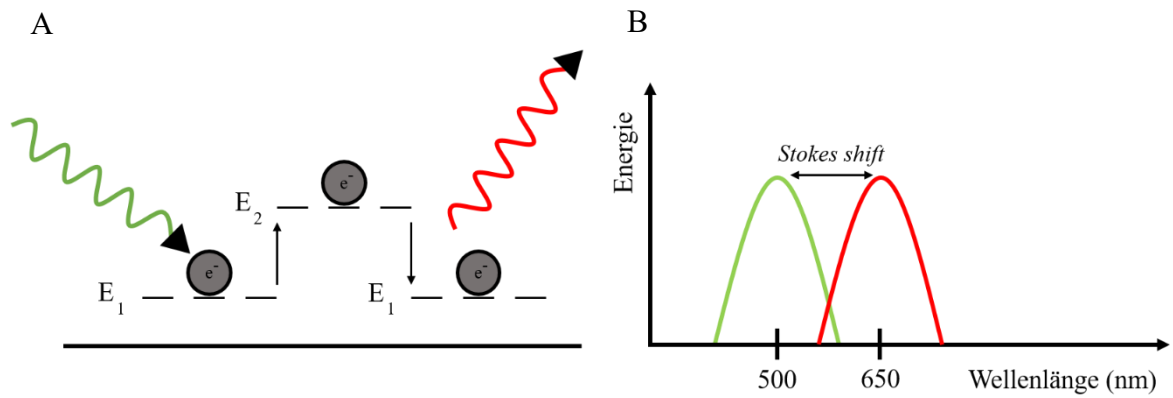 A
e⁻
E₂
e⁻
E₁
E₁
e⁻
B
Energie
Stokes shift
500
650
Wellenlänge (nm)